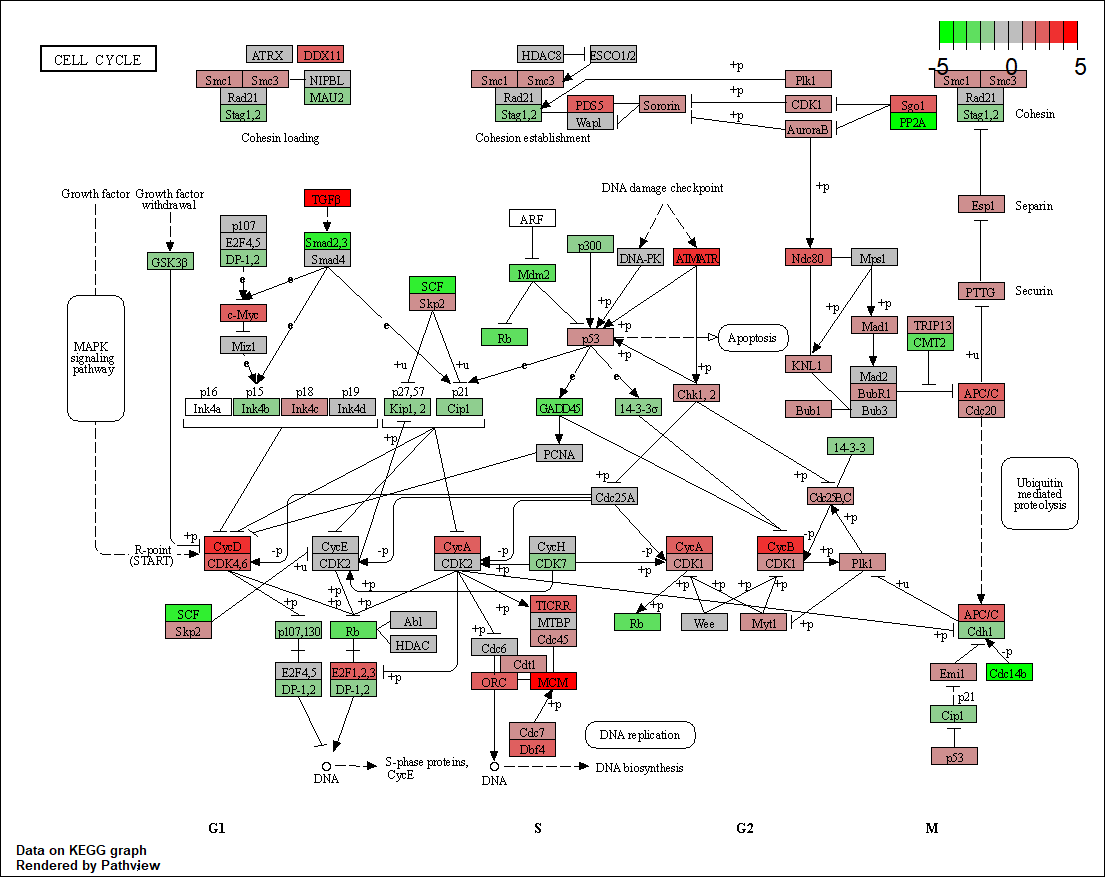 CELL CYCLE
ATRX
DDX11
Smc1
Smc3
NIPBL
Rad21
MAU2
Stag1,2
Cohesin loading
HDAC8
ESCO1/2
Smc1
Smc3
Rad21
Stag1,2
PDS5
Wapl
Sororin
Cohesion establishment
+p
Plk1
+p
CDK1
+p
AuroraB
Sgo1
PP2A
-5
0
5
Smc1
Smc3
Rad21
Stag1,2
Cohesin
Growth factor
Growth factor
withdrawal
GSK3β
p107
E2F4,5
DP-1,2
TGFβ
Smad2,3
Smad4
e
c-Myc
Miz1
e
e
e
SCF
Skp2
+u
+u
ARF
Mdm2
Rb
p300
DNA damage checkpoint
DNA-PK
ATMATR
+p
+p
p53
+p
Apoptosis
e
e
+p
Chk1, 2
+p
Ndc80
Mps1
+p
+p
Mad1
KNL1
Mad2
BubR1
Bub3
Bub1
TRIP13
CMT2
Esp1
Separin
PTTG
Securin
+u
APC/C
Cdc20
MAPK
signaling
pathway
p16
Ink4a
p15
Ink4b
p18
Ink4c
p19
Ink4d
p27,57
Kip1, 2
p21
Cip1
GADD45
14-3-3σ
PCNA
+p
+p
Cdc25A
14-3-3
+p
Cdc25B,C
Ubiquitin
mediated
proteolysis
R-point
(START)
+p
CycD
CDK4,6
-p
CycE
CDK2
-p
CycA
CDK2
-p
+p
CycH
CDK7
-p
+p
CycA
CDK1
CycB
CDK1
-p
+p
+p
Plk1
+u
+u
SCF
Skp2
+p
+p
+p
+p
p107,130
Rb
Abl
HDAC
E2F4,5
DP-1,2
E2F1,2,3
DP-1,2
+p
+p
+p
TICRR
MTBP
Cdc45
Cdc6
Cdt1
ORC
MCM
+p
Cdc7
Dbf4
+p
Rb
+p
+p
+p
Wee
Myt1
+p
+p
APC/C
Cdh1
-p
Emi1
Cdc14b
p21
Cip1
p53
DNA replication
DNA
S-phase proteins,
CycE
DNA
DNA biosynthesis
G1
S
G2
M
Data on KEGG graph
Rendered by Pathview